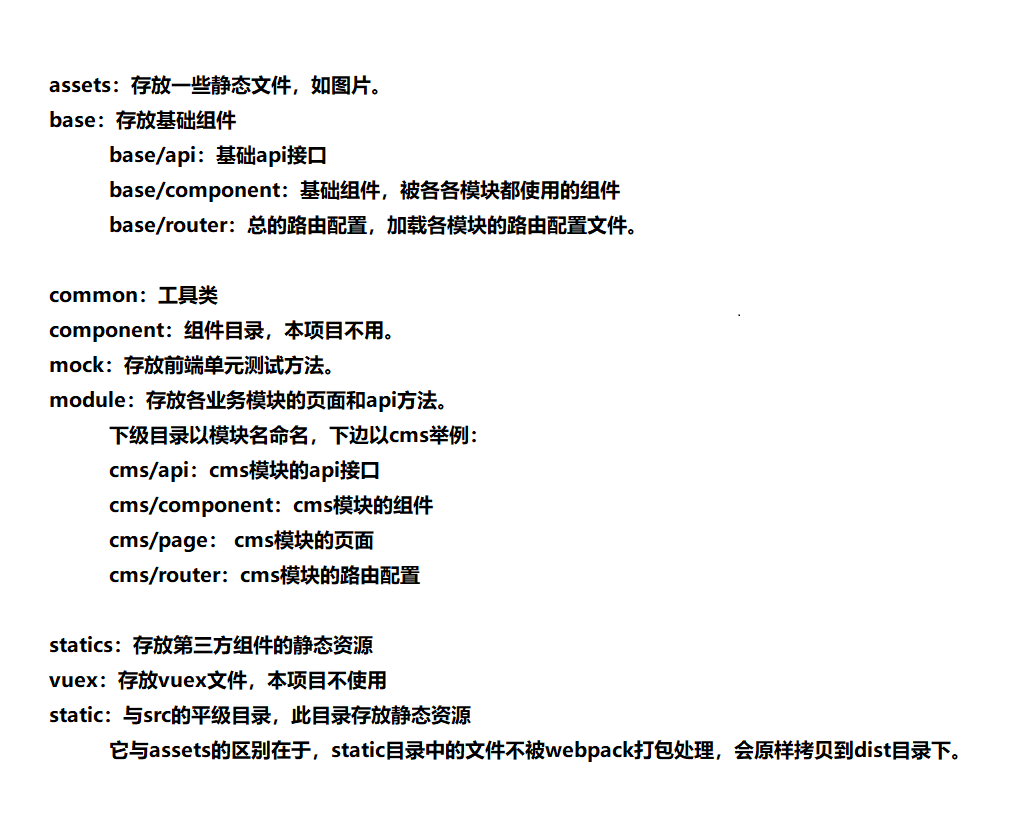 assets：存放一些静态文件，如图片。
base：存放基础组件
base/api：基础api接口
base/component：基础组件，被各各模块都使用的组件
base/router：总的路由配置，加载各模块的路由配置文件。
common：工具类
component：组件目录，本项目不用。
mock：存放前端单元测试方法。
module：存放各业务模块的页面和api方法。
下级目录以模块名命名，下边以cms举例：
cms/api：cms模块的api接口
cms/component：cms模块的组件
cms/page： cms模块的页面
cms/router：cms模块的路由配置
statics：存放第三方组件的静态资源
vuex：存放vuex文件，本项目不使用
static：与src的平级目录，此目录存放静态资源
它与assets的区别在于，static目录中的文件不被webpack打包处理，会原样拷贝到dist目录下。